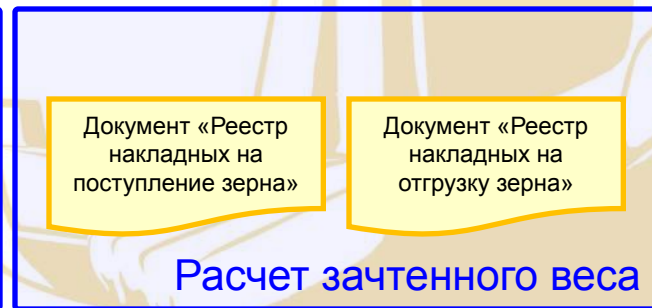 Документ «Реестр
накладных на
поступление зерна»
Документ «Реестр
накладных на
отгрузку зерна»
Расчет зачтенного веса